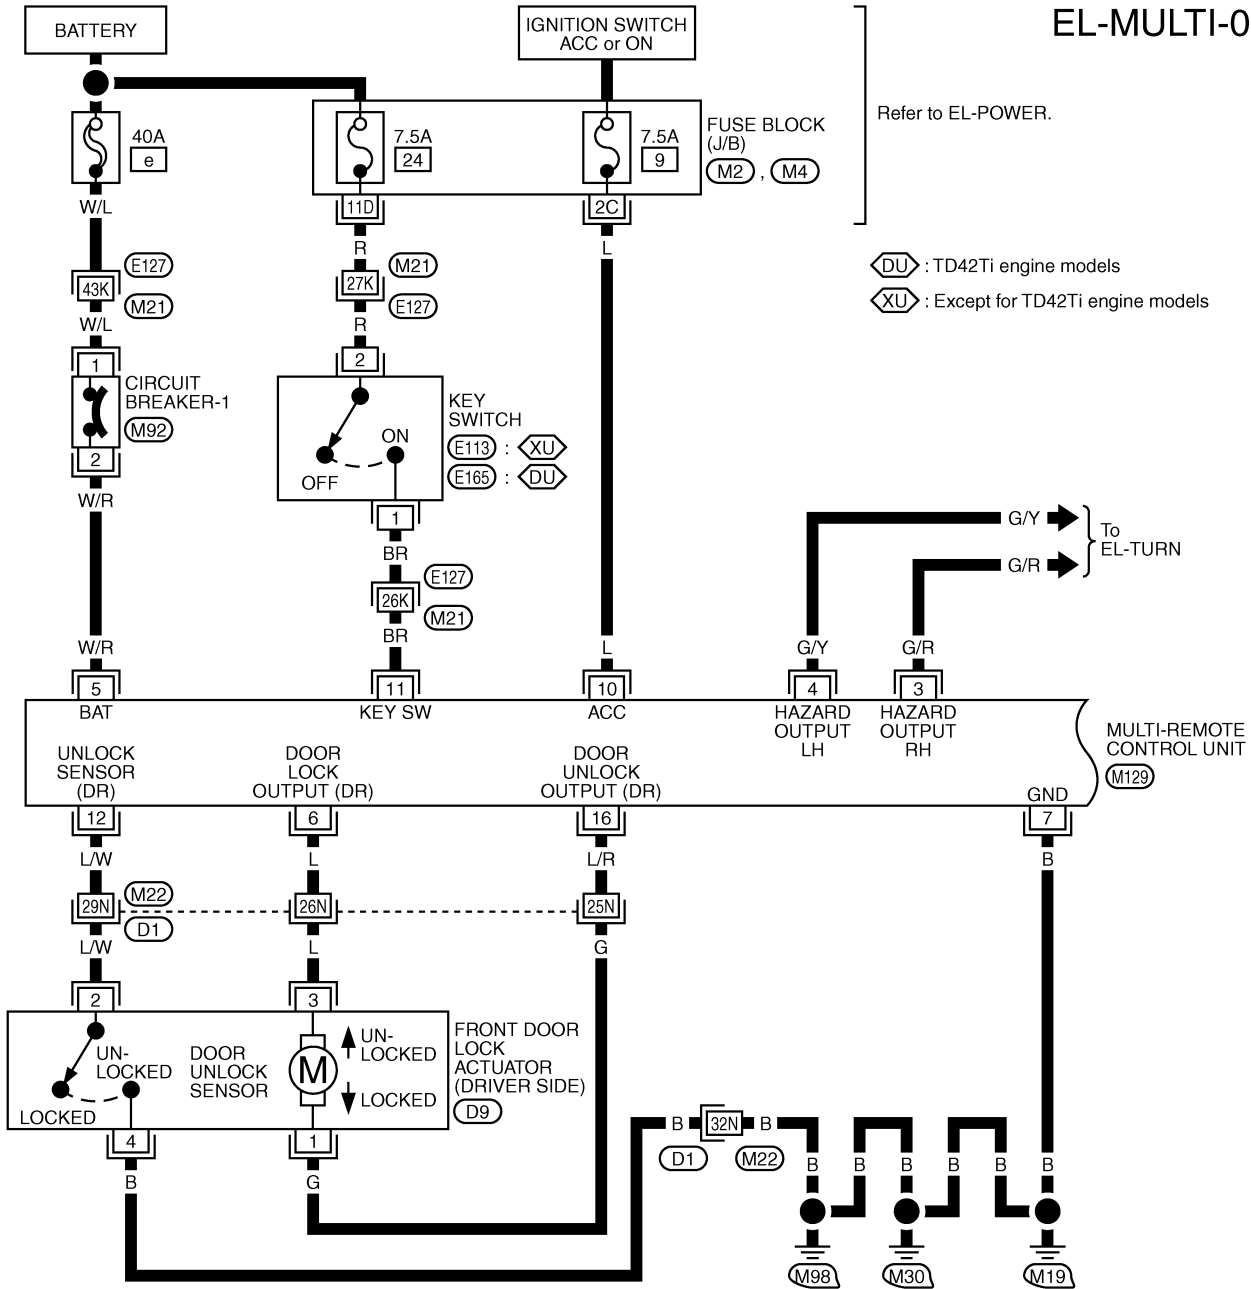 EL-MULTI-0
BATTERY
IGNITION SWITCH
ACC or ON
Refer to EL-POWER.
40A
e
7.5A
24
7.5A
9
FUSE BLOCK
(J/B)
M2 , M4
W/L
11D
2C
R
L
E127
43K
M21
M21
27K
E127
DU : TD42Ti engine models
XU : Except for TD42Ti engine models
W/L
R
1
2
CIRCUIT
BREAKER-1
M92
2
KEY
SWITCH
E113 : XU
E165 : DU
ON
OFF
W/R
1
BR
G/Y
G/R
To
EL-TURN
E127
26K
M21
BR
W/R
L
G/Y
G/R
5
11
10
4
3
BAT
KEY SW
ACC
HAZARD
OUTPUT
LH
HAZARD
OUTPUT
RH
MULTI-REMOTE
CONTROL UNIT
M129
UNLOCK
SENSOR
(DR)
DOOR
LOCK
OUTPUT (DR)
DOOR
UNLOCK
OUTPUT (DR)
GND
12
6
16
7
L/W
L
L/R
B
M22
29N
26N
25N
D1
L/W
L
G
2
3
UN-
LOCKED
LOCKED
DOOR
UNLOCK
SENSOR
M
UN-
LOCKED
LOCKED
FRONT DOOR
LOCK
ACTUATOR
(DRIVER SIDE)
D9
4
1
B
G
B
32N
B
D1
M22
B
B
B
B
B
B
M98
M30
M19